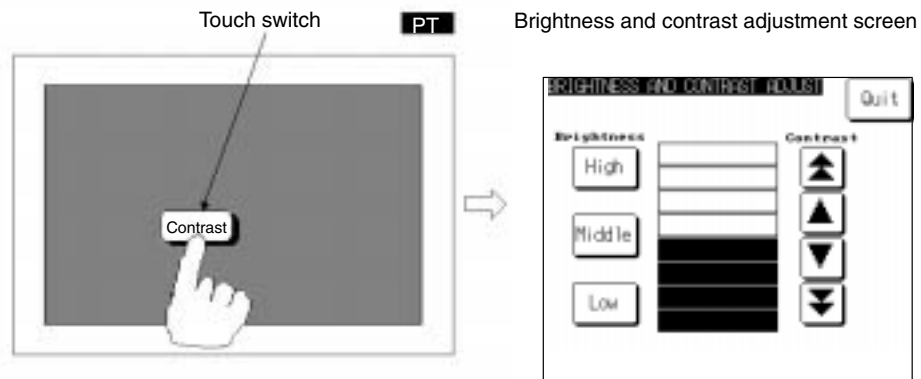 Touch switch
PT
Brightness and contrast adjustment screen
Contrast
BRIGHTNESS AND CONTRAST ADJUST
Quit
Brightness
Contrast
High
Middle
Low